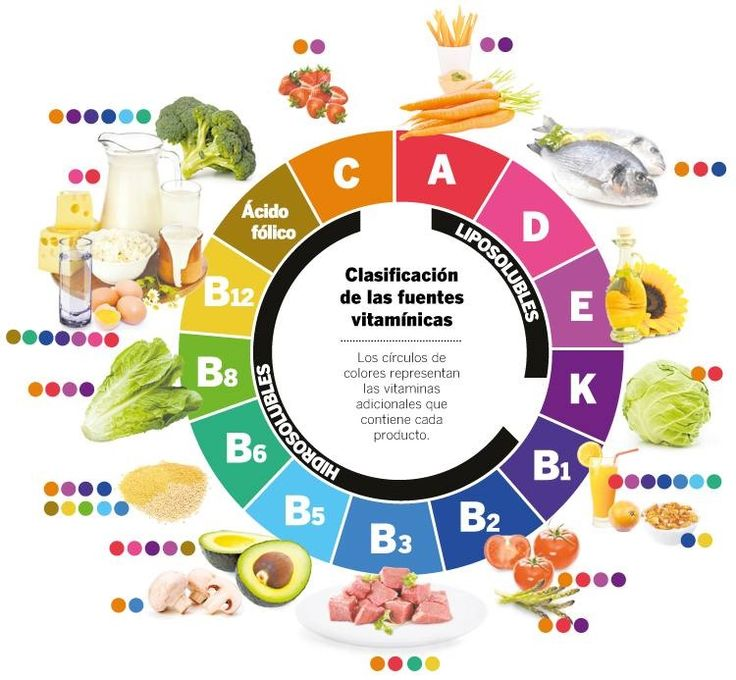 Clasificación
de las fuentes
vitamínicas
Los círculos de
colores representan
las vitaminas
adicionales que
contiene cada
producto.
LIPOSOLUBLES
HIDROSOLUBLES
A
D
E
K
B1
B2
B3
B5
B6
B8
B12
Ácido
fólico
C